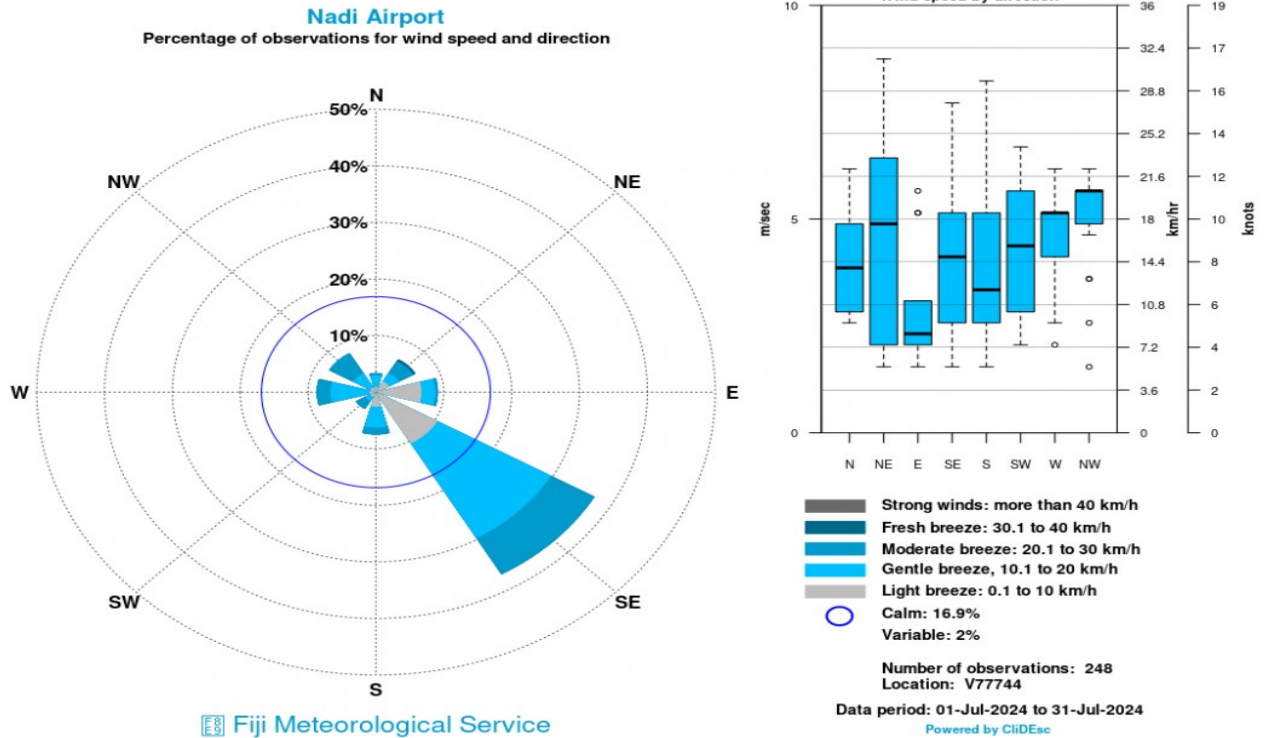 Nadi Airport
Percentage of observations for wind speed and direction
N
50%
40%
30%
20%
10%
NW
NE
W
E
SW
SE
S
Fiji Meteorological Service
Wind speed by direction
10
5
0
m/sec
36
32.4
28.8
25.2
21.6
18
14.4
10.8
7.2
3.6
0
km/hr
19
17
16
14
12
10
8
6
4
2
0
knots
N NE E SE S SW W NW
Strong winds: more than 40 km/h
Fresh breeze: 30.1 to 40 km/h
Moderate breeze: 20.1 to 30 km/h
Gentle breeze, 10.1 to 20 km/h
Light breeze: 0.1 to 10 km/h
Calm: 16.9%
Variable: 2%
Number of observations: 248
Location: V77744
Data period: 01-Jul-2024 to 31-Jul-2024
Powered by CliDEsc